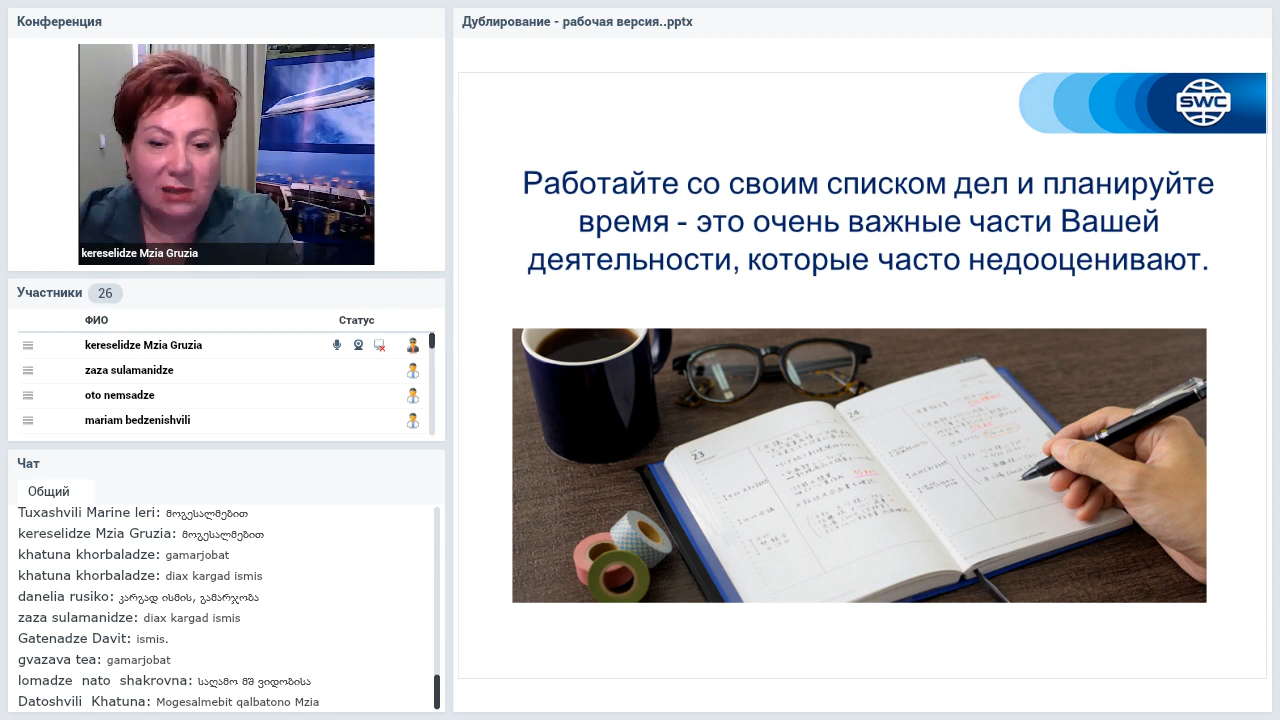 Конференция
kereselidze Mzia Gruzia
Участники 26
ФИО Статус
kereselidze Mzia Gruzia
zaza sulamanidze
oto nemsadze
mariam bedzenishvili
Чат
Общий
Tuxashvili Marine leri: მოგესალმებით
kereselidze Mzia Gruzia: მოგესალმებით
khatuna khorbaladze: gamarjobat
khatuna khorbaladze: diax kargad ismis
danelia rusiko: კარგად ისმის, გამარჯობა
zaza sulamanidze: diax kargad ismis
Gatenadze Davit: ismis.
gvazava tea: gamarjobat
lomadze nato shakrovna: საღამო მშ ვიდობისა
Datoshvili Khatuna: Mogesalmebit qalbatono Mzia
Дублирование - рабочая версия..pptx
SWC
Работайте со своим списком дел и планируйте
время - это очень важные части Вашей
деятельности, которые часто недооценивают.
23
24